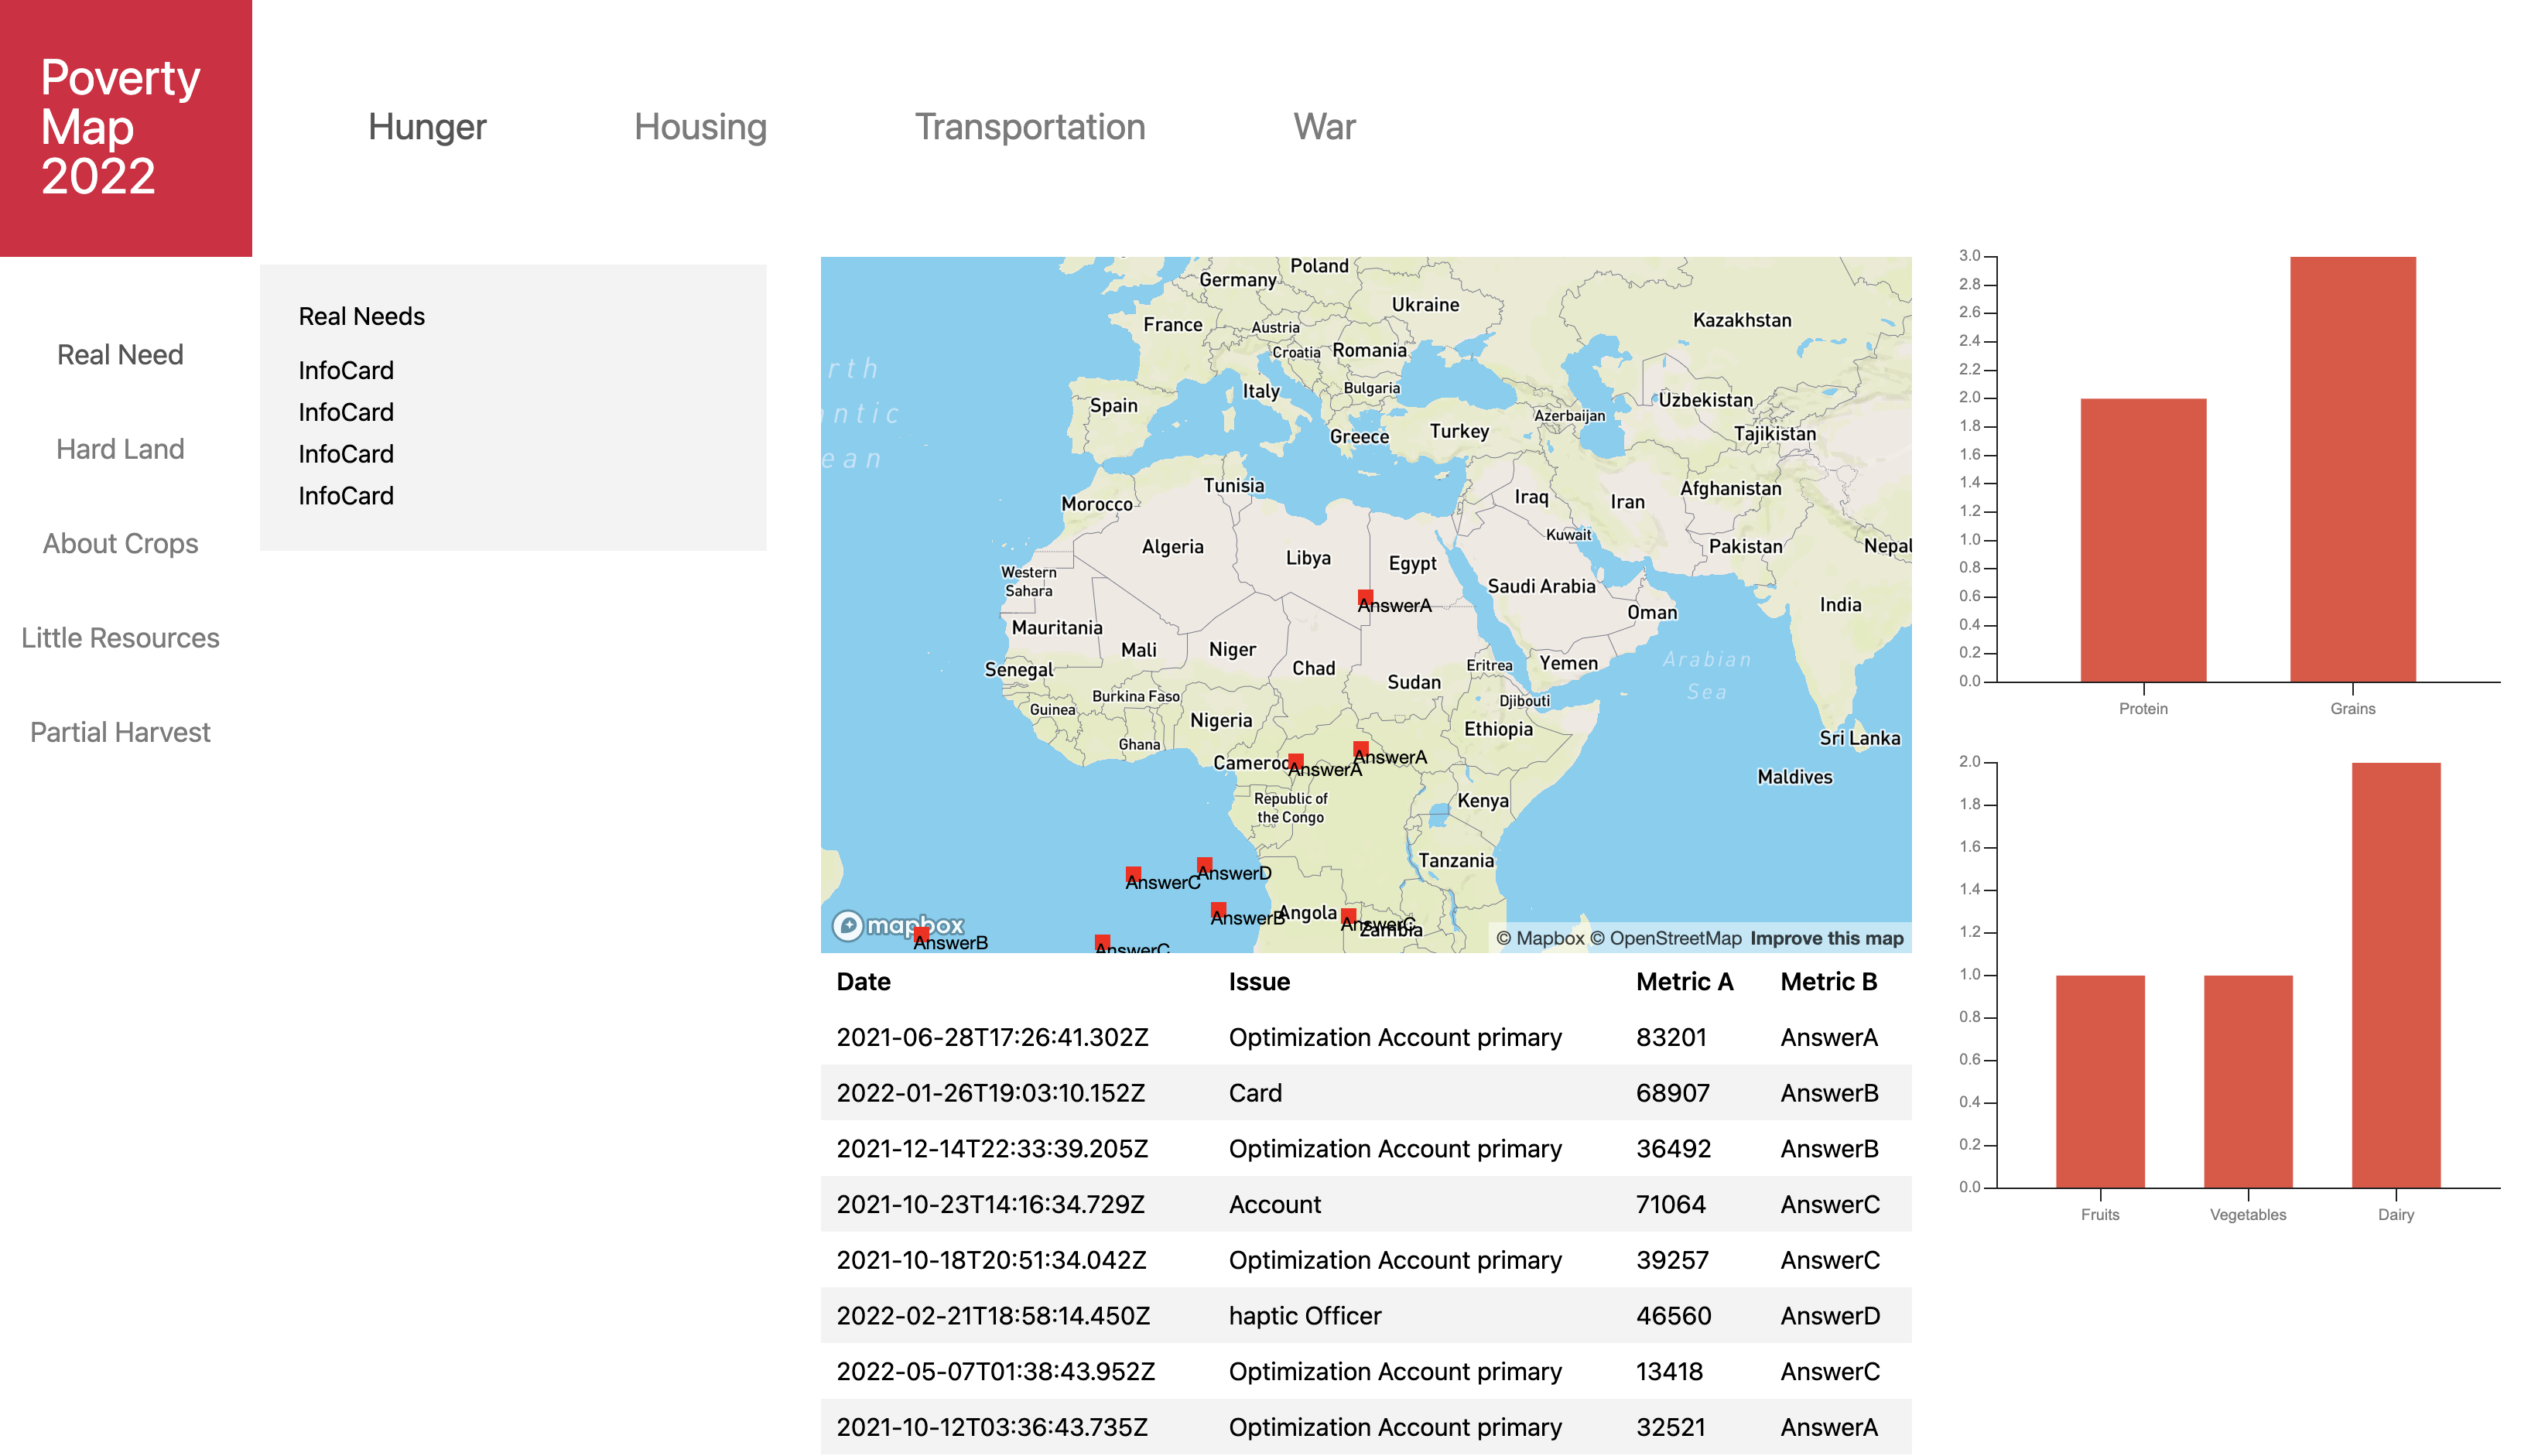 Poverty
Map
2022
Hunger Housing Transportation War
Real Need
Hard Land
About Crops
Little Resources
Partial Harvest
Real Needs
InfoCard
InfoCard
InfoCard
InfoCard
Poland
Germany
Ukraine
France
Kazakhstan
Austria
Croatia Romania
Italy
Bulgaria
Spain
rth
antic
ean
Uzbekistan
Azerbaijan
Greece
Turkey
Tajikistan
Tunisia
Morocco
Iraq
Iran
Afghanistan
Kuwait
Algeria
Libya
Egypt
Pakistan
Nepal
Western
Sahara
Saudi Arabia
AnswerA
Oman
India
Mauritania
Mali
Niger
Chad
Sudan
Senegal
Eritrea
Yemen
Arabian
Sea
Burkina Faso
Guinea
Nigeria
Djibouti
Ethiopia
Ghana
Sri Lanka
AnswerA
AnswerA
Maldives
Republic of
the Congo
Kenya
Tanzania
AnswerC
AnswerD
AnswerB
Angola
AnswerC
Zambia
mapbox
AnswerB
AnswerC
© Mapbox © OpenStreetMap Improve this map
Date Issue Metric A Metric B
2021-06-28T17:26:41.302Z Optimization Account primary 83201 AnswerA
2022-01-26T19:03:10.152Z Card 68907 AnswerB
2021-12-14T22:33:39.205Z Optimization Account primary 36492 AnswerB
2021-10-23T14:16:34.729Z Account 71064 AnswerC
2021-10-18T20:51:34.042Z Optimization Account primary 39257 AnswerC
2022-02-21T18:58:14.450Z haptic Officer 46560 AnswerD
2022-05-07T01:38:43.952Z Optimization Account primary 13418 AnswerC
2021-10-12T03:36:43.735Z Optimization Account primary 32521 AnswerA
3.0
2.8
2.6
2.4
2.2
2.0
1.8
1.6
1.4
1.2
1.0
0.8
0.6
0.4
0.2
0.0
Protein Grains
2.0
1.8
1.6
1.4
1.2
1.0
0.8
0.6
0.4
0.2
0.0
Fruits Vegetables Dairy